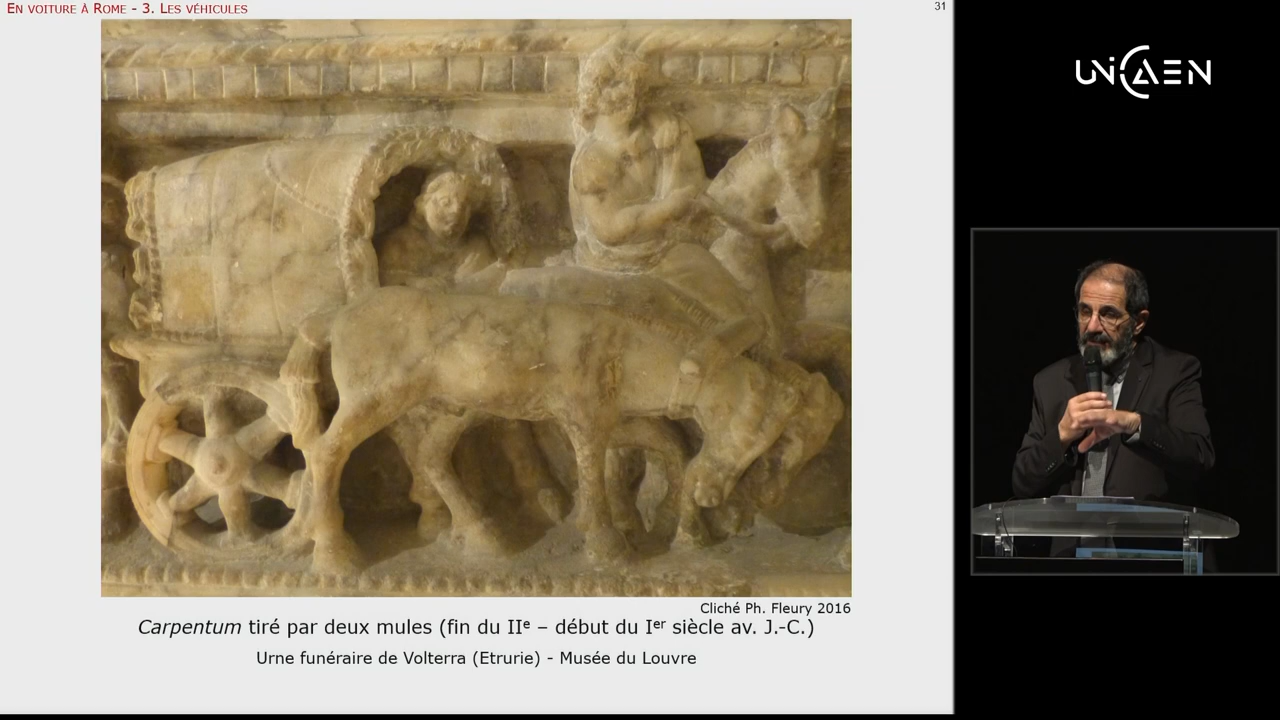 En voiture à Rome - 3. Les véhicules
31
UNICAEN
Cliché Ph. Fleury 2016
Carpentum tiré par deux mules (fin du IIe – début du Ier siècle av. J.-C.)
Urne funéraire de Volterra (Etrurie) - Musée du Louvre